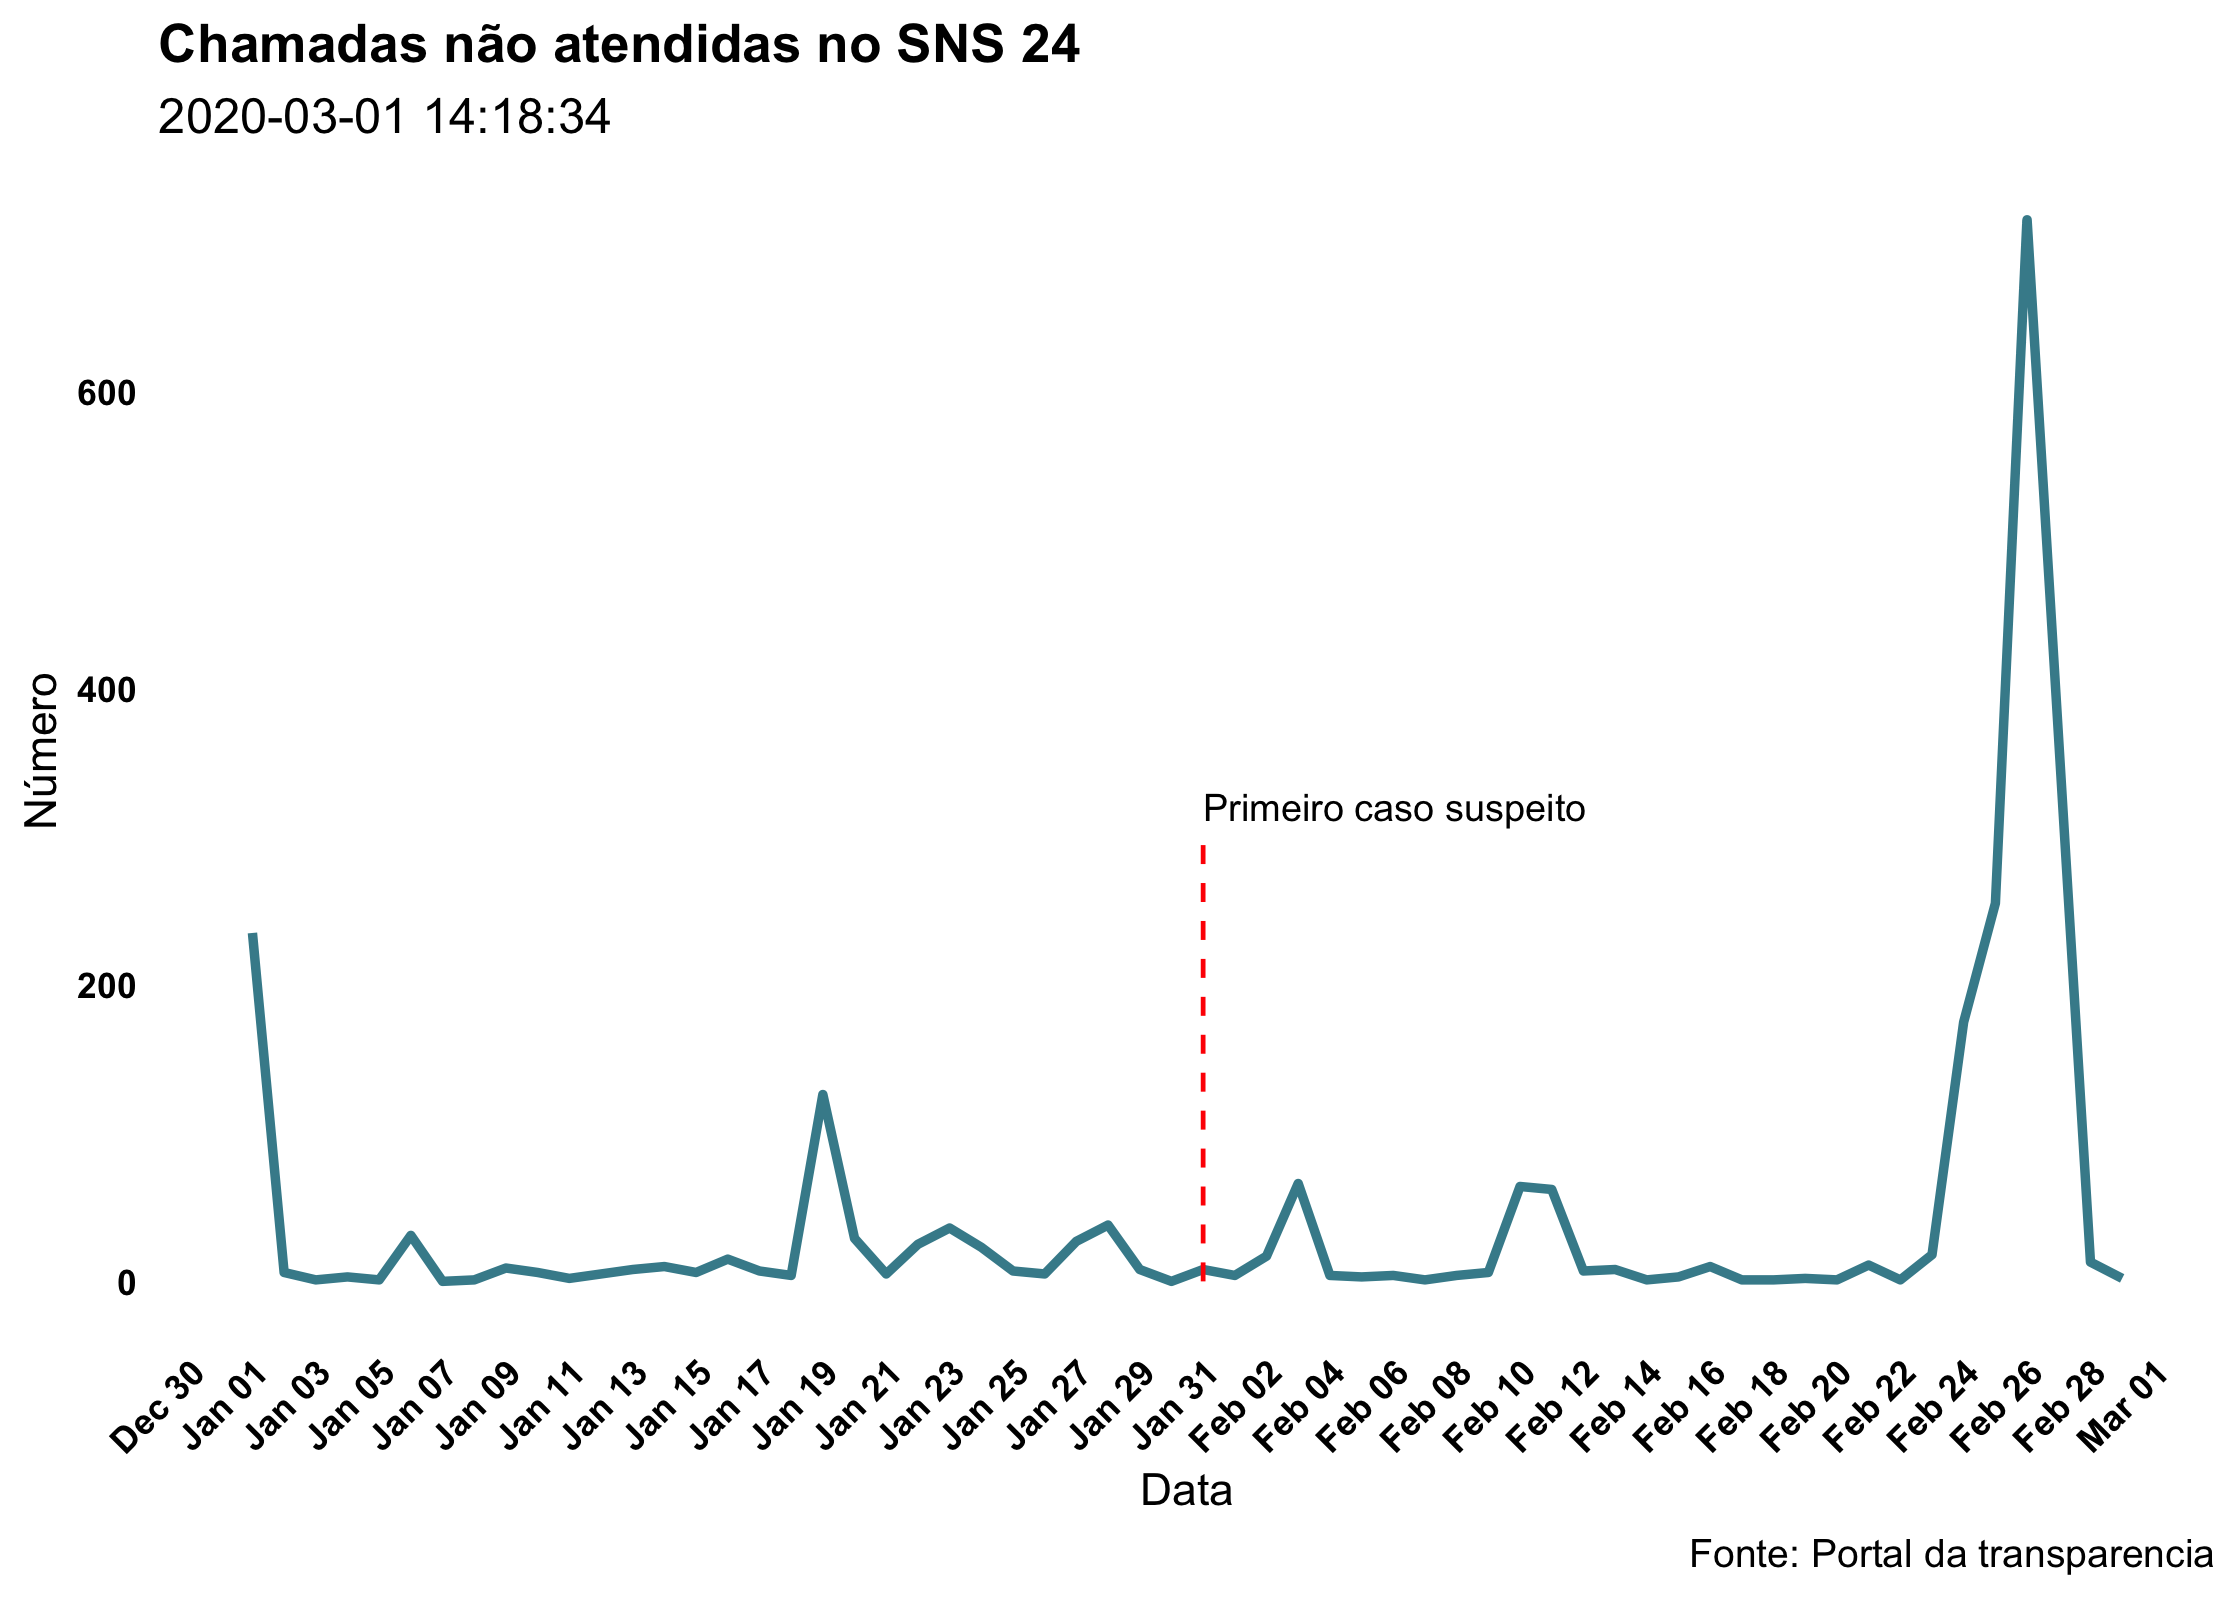 Chamadas não atendidas no SNS 24
2020-03-01 14:18:34
600
400
200
0
Número
Primeiro caso suspeito
Dec 30
Jan 01
Jan 03
Jan 05
Jan 07
Jan 09
Jan 11
Jan 13
Jan 15
Jan 17
Jan 19
Jan 21
Jan 23
Jan 25
Jan 27
Jan 29
Jan 31
Feb 02
Feb 04
Feb 06
Feb 08
Feb 10
Feb 12
Feb 14
Feb 16
Feb 18
Feb 20
Feb 22
Feb 24
Feb 26
Feb 28
Mar 01
Data
Fonte: Portal da transparencia